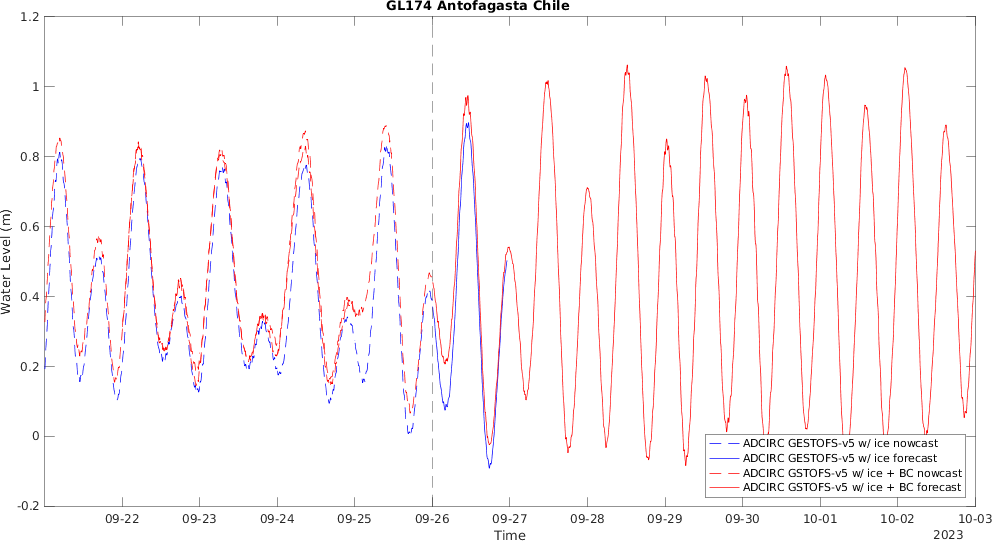 GL174 Antofagasta Chile
1.2
1
0.8
0.6
0.4
0.2
0
-0.2
Water Level (m)
ADCIRC GESTOFS-v5 w/ ice nowcast
ADCIRC GESTOFS-v5 w/ ice forecast
ADCIRC GSTOFS-v5 w/ ice + BC nowcast
ADCIRC GSTOFS-v5 w/ ice + BC forecast
09-22 09-23 09-24 09-25 09-26 09-27 09-28 09-29 09-30 10-01 10-02 10-03
Time
2023